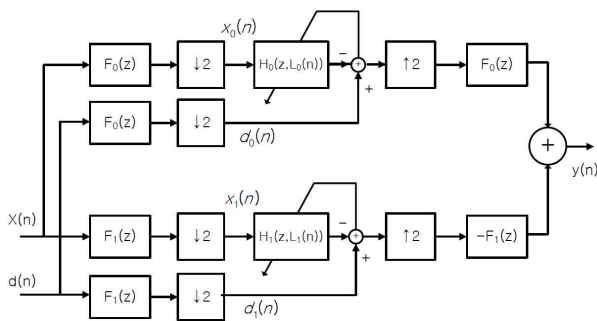 x₀(n)
F₀(z) ↓2 H₀(z,L₀(n)) − + ↑2 F₀(z)
+
F₀(z) ↓2 d₀(n)
+
y(n)
x₁(n)
X(n)
F₁(z) ↓2 H₁(z,L₁(n)) − + ↑2 −F₁(z)
+
d(n)
F₁(z) ↓2 d₁(n)